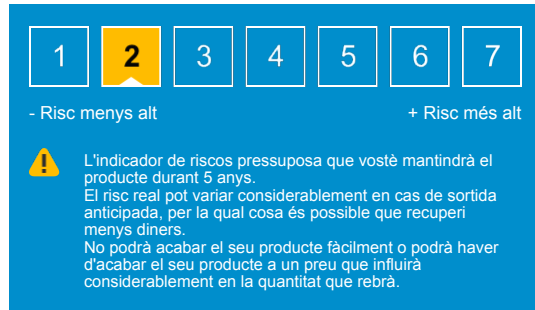 1 2 3 4 5 6 7
- Risc menys alt + Risc més alt
L'indicador de riscos pressuposa que vostè mantindrà el
producte durant 5 anys.
El risc real pot variar considerablement en cas de sortida
anticipada, per la qual cosa és possible que recuperi
menys diners.
No podrà acabar el seu producte fàcilment o podrà haver
d'acabar el seu producte a un preu que influirà
considerablement en la quantitat que rebrà.